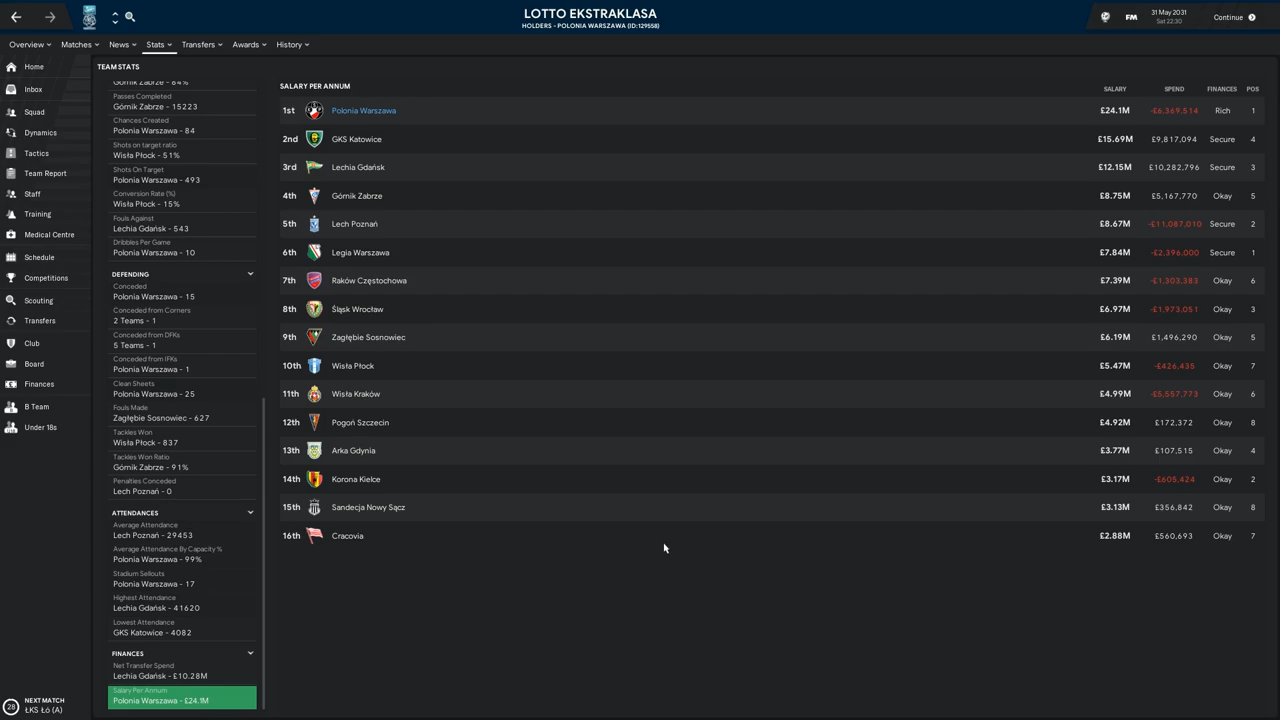 LOTTO EKSTRAKLASA
HOLDERS - POLONIA WARSZAWA (ID:129558)
FM
31 May 2031
Sat 22:30
Continue
Overview
Matches
News
Stats
Transfers
Awards
History
Home
Inbox
Squad
Dynamics
Tactics
Team Report
Staff
Training
Medical Centre
Schedule
Competitions
Scouting
Transfers
Club
Board
Finances
B Team
Under 18s
28
NEXT MATCH
ŁKS Łó (A)
TEAM STATS
Górnik Zabrze - 84%
Passes Completed
Górnik Zabrze - 15223
Chances Created
Polonia Warszawa - 84
Shots on target ratio
Wisła Płock - 51%
Shots On Target
Polonia Warszawa - 493
Conversion Rate (%)
Wisła Płock - 15%
Fouls Against
Lechia Gdańsk - 543
Dribbles Per Game
Polonia Warszawa - 10
DEFENDING
Conceded
Polonia Warszawa - 15
Conceded from Corners
2 Teams - 1
Conceded from DFKs
5 Teams - 1
Conceded from IFKs
Polonia Warszawa - 1
Clean Sheets
Polonia Warszawa - 25
Fouls Made
Zagłębie Sosnowiec - 627
Tackles Won
Wisła Płock - 837
Tackles Won Ratio
Górnik Zabrze - 91%
Penalties Conceded
Lech Poznań - 0
ATTENDANCES
Average Attendance
Lech Poznań - 29453
Average Attendance By Capacity %
Polonia Warszawa - 99%
Stadium Sellouts
Polonia Warszawa - 17
Highest Attendance
Lechia Gdańsk - 41620
Lowest Attendance
GKS Katowice - 4082
FINANCES
Net Transfer Spend
Lechia Gdańsk - £10.28M
Salary Per Annum
Polonia Warszawa - £24.1M
SALARY PER ANNUM SALARY SPEND FINANCES POS
1st Polonia Warszawa £24.1M -£6,369,514 Rich 1
2nd GKS Katowice £15.69M £9,817,094 Secure 4
3rd Lechia Gdańsk £12.15M £10,282,796 Secure 3
4th Górnik Zabrze £8.75M £5,167,770 Okay 5
5th Lech Poznań £8.67M -£11,087,010 Secure 2
6th Legia Warszawa £7.84M -£2,396,000 Secure 1
7th Raków Częstochowa £7.39M -£1,303,383 Okay 6
8th Śląsk Wrocław £6.97M -£1,973,051 Okay 3
9th Zagłębie Sosnowiec £6.19M £1,496,290 Okay 5
10th Wisła Płock £5.47M -£426,435 Okay 7
11th Wisła Kraków £4.99M -£5,557,773 Okay 6
12th Pogoń Szczecin £4.92M £172,372 Okay 8
13th Arka Gdynia £3.77M £107,515 Okay 4
14th Korona Kielce £3.17M -£605,424 Okay 2
15th Sandecja Nowy Sącz £3.13M £356,842 Okay 8
16th Cracovia £2.88M £560,693 Okay 7